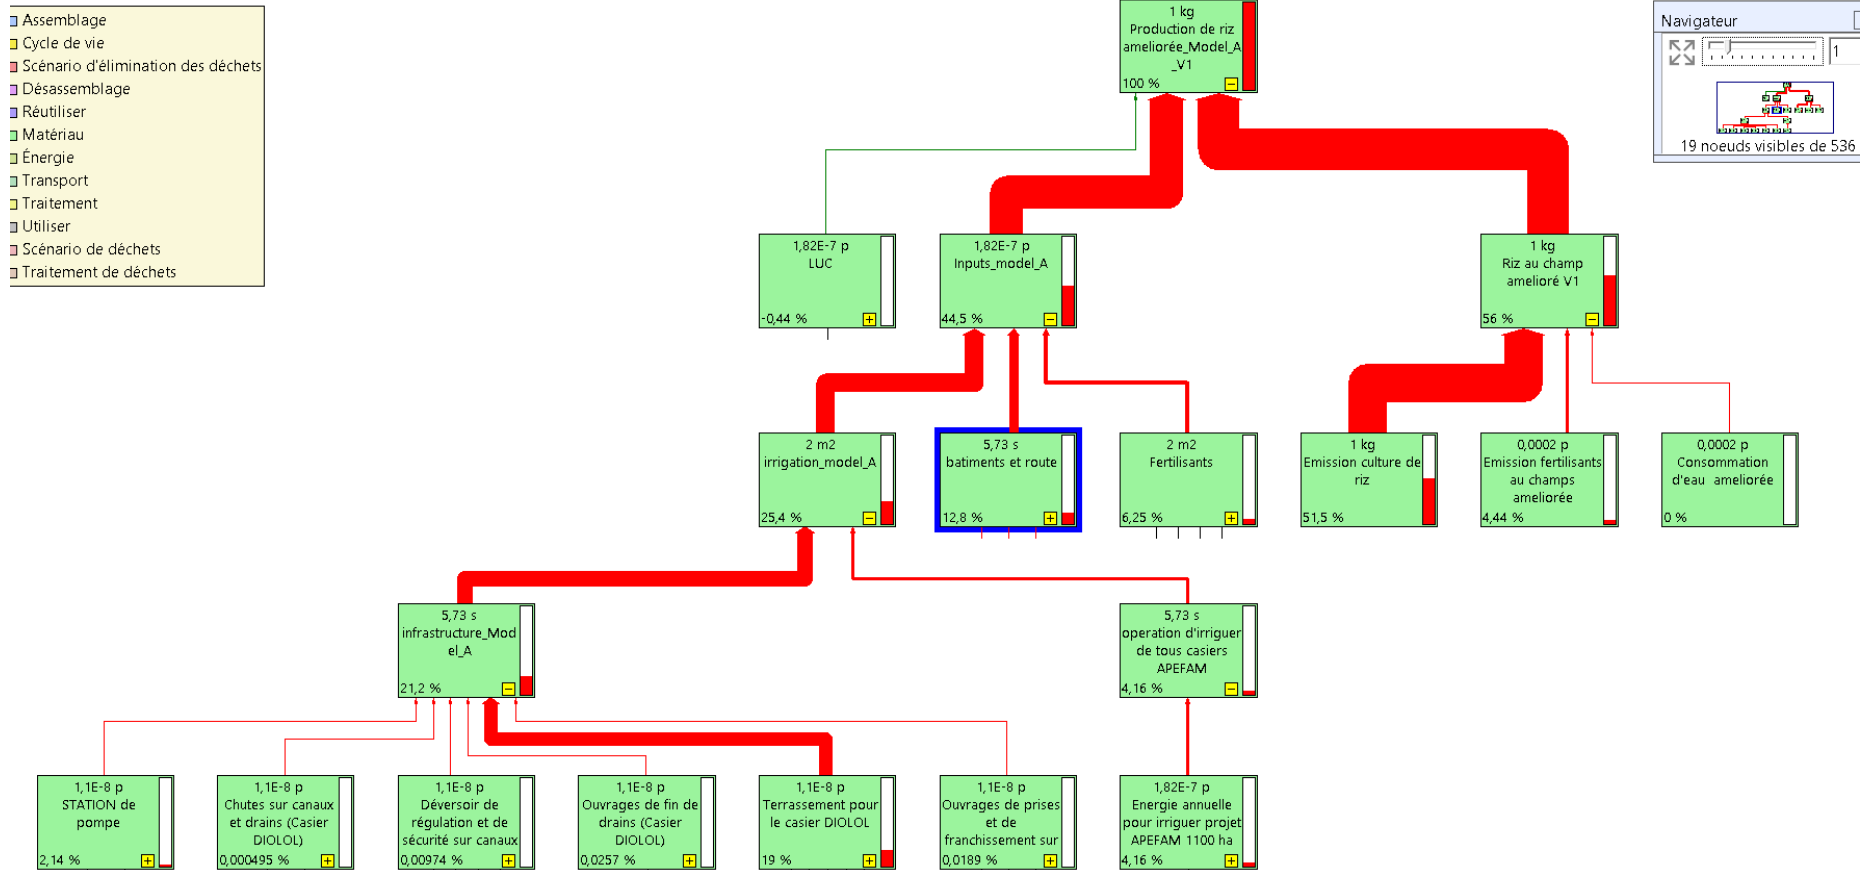 Assemblage
Cycle de vie
Scénario d'élimination des déchets
Désassemblage
Réutiliser
Matériau
Énergie
Transport
Traitement
Utiliser
Scénario de déchets
Traitement de déchets
1 kg
Production de riz
ameliorée_Model_A
_V1
100 %
Navigateur
1
19 noeuds visibles de 536
1,82E-7 p
LUC
-0,44 %
1,82E-7 p
Inputs_model_A
44,5 %
1 kg
Riz au champ
amelioré V1
56 %
2 m2
irrigation_model_A
25,4 %
5,73 s
batiments et route
12,8 %
2 m2
Fertilisants
6,25 %
1 kg
Emission culture de
riz
51,5 %
0,0002 p
Emission fertilisants
au champs
ameliorée
4,44 %
0,0002 p
Consommation
d'eau ameliorée
0 %
5,73 s
infrastructure_Mod
el_A
21,2 %
5,73 s
operation d'irriguer
de tous casiers
APEFAM
4,16 %
1,1E-8 p
STATION de
pompe
2,14 %
1,1E-8 p
Chutes sur canaux
et drains (Casier
DIOLOL)
0,000495 %
1,1E-8 p
Déversoir de
régulation et de
sécurité sur canaux
0,00974 %
1,1E-8 p
Ouvrages de fin de
drains (Casier
DIOLOL)
0,0257 %
1,1E-8 p
Terrassement pour
le casier DIOLOL
19 %
1,1E-8 p
Ouvrages de prises
et de
franchissement sur
0,0189 %
1,82E-7 p
Energie annuelle
pour irriguer projet
APEFAM 1100 ha
4,16 %